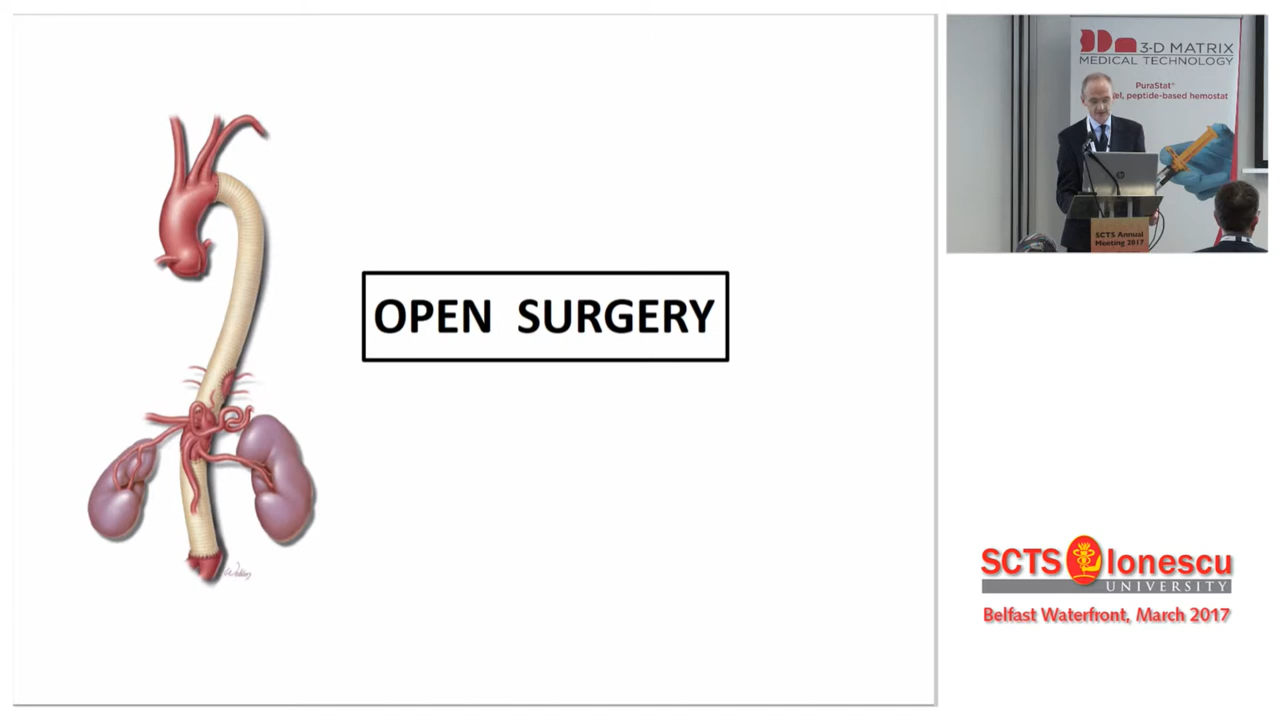 OPEN SURGERY
3-D MATRIX
MEDICAL TECHNOLOGY
PuraStat
peptide-based hemostat
SCTS Annual
Meeting 2017
SCTS Ionescu
UNIVERSITY
Belfast Waterfront, March 2017